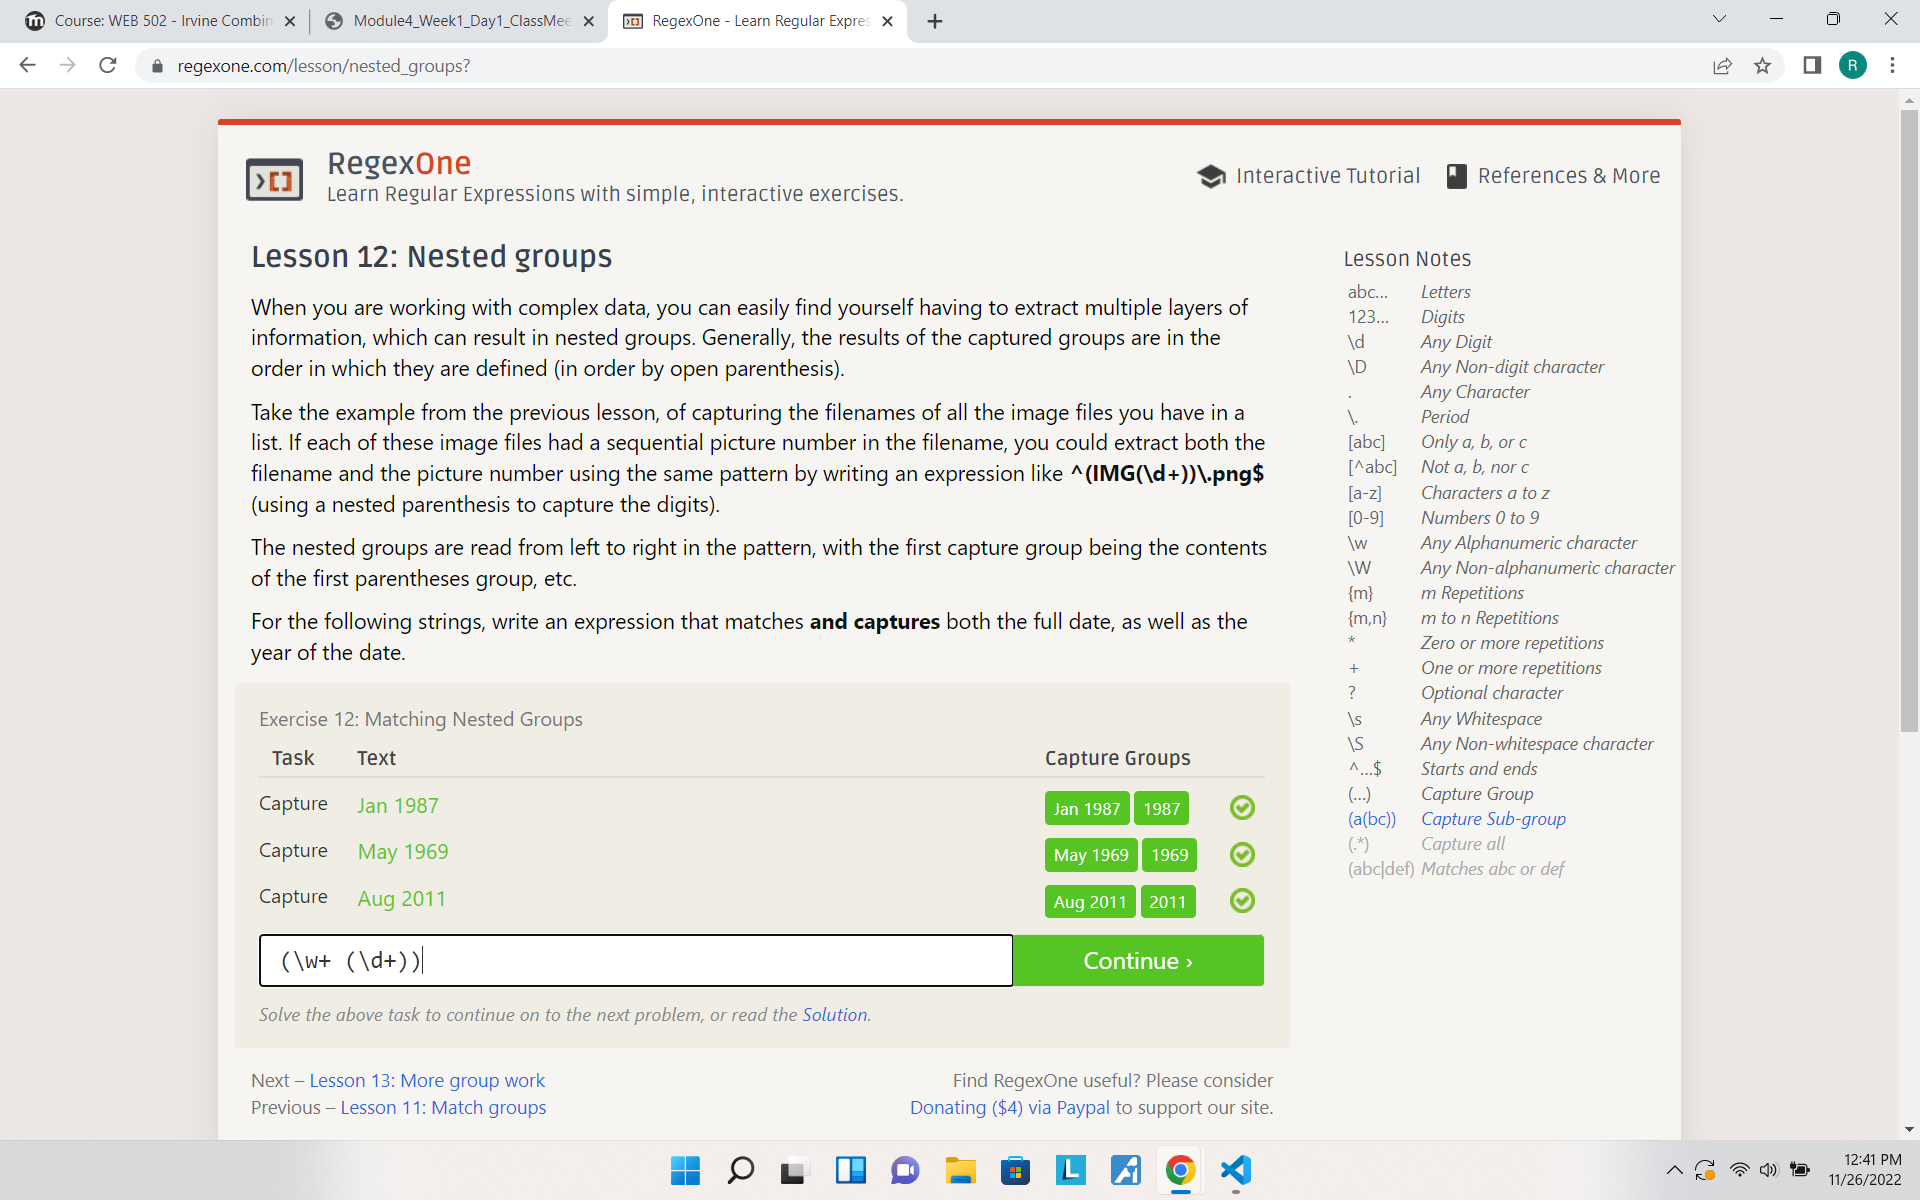 Course: WEB 502 - Irvine Combin
Module4_Week1_Day1_ClassMee
RegexOne - Learn Regular Expres
regexone.com/lesson/nested_groups?
R
RegexOne
Learn Regular Expressions with simple, interactive exercises.
Interactive Tutorial
References & More
Lesson 12: Nested groups
When you are working with complex data, you can easily find yourself having to extract multiple layers of
information, which can result in nested groups. Generally, the results of the captured groups are in the
order in which they are defined (in order by open parenthesis).
Take the example from the previous lesson, of capturing the filenames of all the image files you have in a
list. If each of these image files had a sequential picture number in the filename, you could extract both the
filename and the picture number using the same pattern by writing an expression like ^(IMG(\d+))\.png$
(using a nested parenthesis to capture the digits).
The nested groups are read from left to right in the pattern, with the first capture group being the contents
of the first parentheses group, etc.
For the following strings, write an expression that matches and captures both the full date, as well as the
year of the date.
Exercise 12: Matching Nested Groups
Task Text Capture Groups
Capture Jan 1987 Jan 1987 1987
Capture May 1969 May 1969 1969
Capture Aug 2011 Aug 2011 2011
(\w+ (\d+))
Continue ›
Solve the above task to continue on to the next problem, or read the Solution.
Next – Lesson 13: More group work
Previous – Lesson 11: Match groups
Find RegexOne useful? Please consider
Donating ($4) via Paypal to support our site.
Lesson Notes
abc… Letters
123… Digits
\d Any Digit
\D Any Non-digit character
. Any Character
\. Period
[abc] Only a, b, or c
[^abc] Not a, b, nor c
[a-z] Characters a to z
[0-9] Numbers 0 to 9
\w Any Alphanumeric character
\W Any Non-alphanumeric character
{m} m Repetitions
{m,n} m to n Repetitions
* Zero or more repetitions
+ One or more repetitions
? Optional character
\s Any Whitespace
\S Any Non-whitespace character
^…$ Starts and ends
(…) Capture Group
(a(bc)) Capture Sub-group
(.*) Capture all
(abc|def) Matches abc or def
12:41 PM
11/26/2022